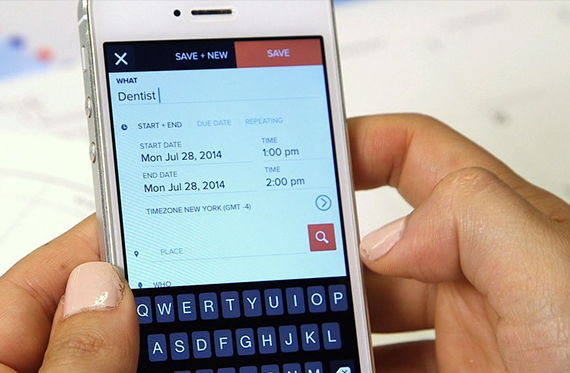 SAVE + NEW SAVE
WHAT
Dentist
START + END DUE DATE REPEATING
START DATE TIME
Mon Jul 28, 2014 1:00 pm
END DATE TIME
Mon Jul 28, 2014 2:00 pm
TIMEZONE NEW YORK (GMT -4)
PLACE
WHO
Q W E R T Y U I O P
A S D F G H J K L